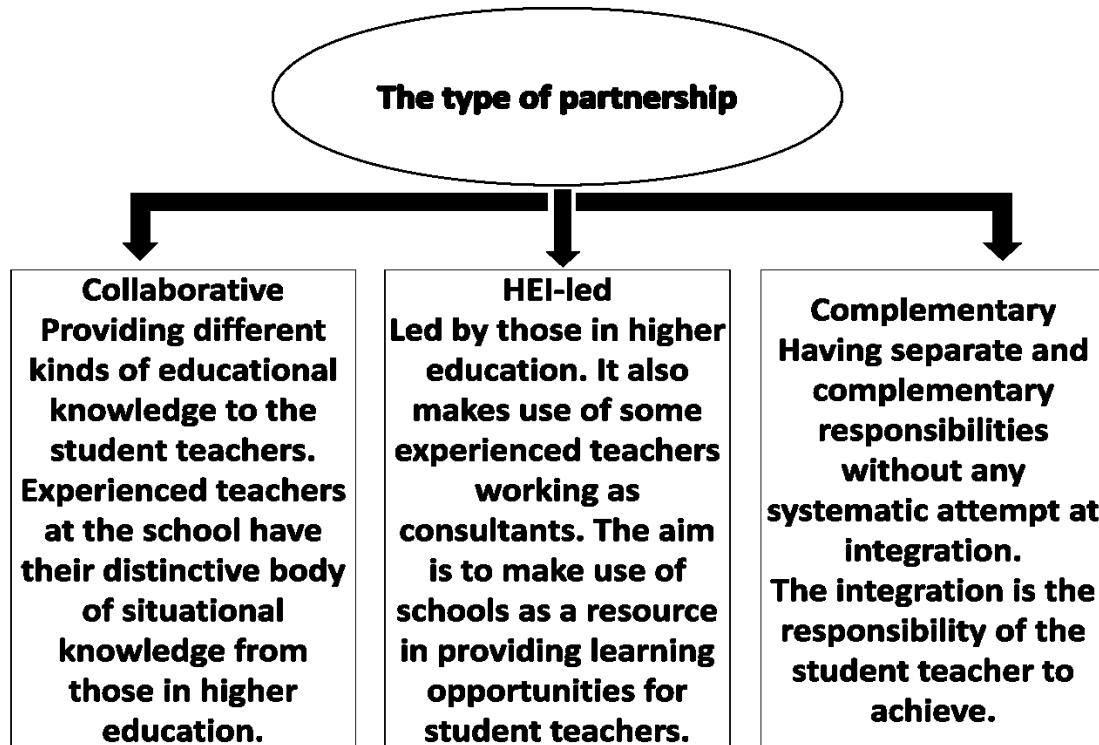 The type of partnership
Collaborative
Providing different
kinds of educational
knowledge to the
student teachers.
Experienced teachers
at the school have
their distinctive body
of situational
knowledge from
those in higher
education.
HEI-led
Led by those in higher
education. It also
makes use of some
experienced teachers
working as
consultants. The aim
is to make use of
schools as a resource
in providing learning
opportunities for
student teachers.
Complementary
Having separate and
complementary
responsibilities
without any
systematic attempt at
integration.
The integration is the
responsibility of the
student teacher to
achieve.